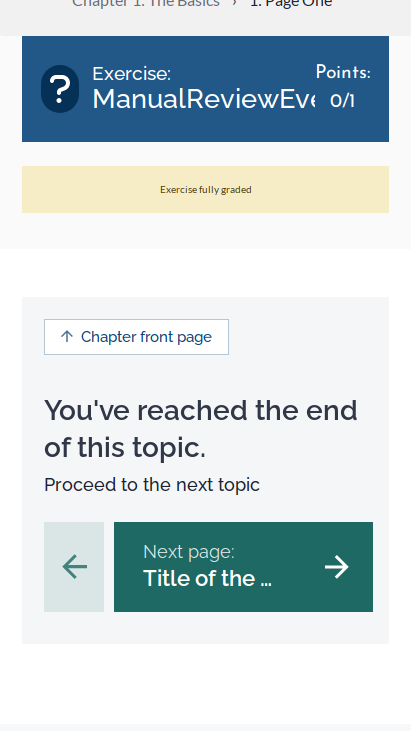 Chapter 1: The Basics › 1. Page One
Exercise:
Points:
ManualReviewEve
0/1
Exercise fully graded
Chapter front page
You've reached the end
of this topic.
Proceed to the next topic
Next page:
Title of the ...